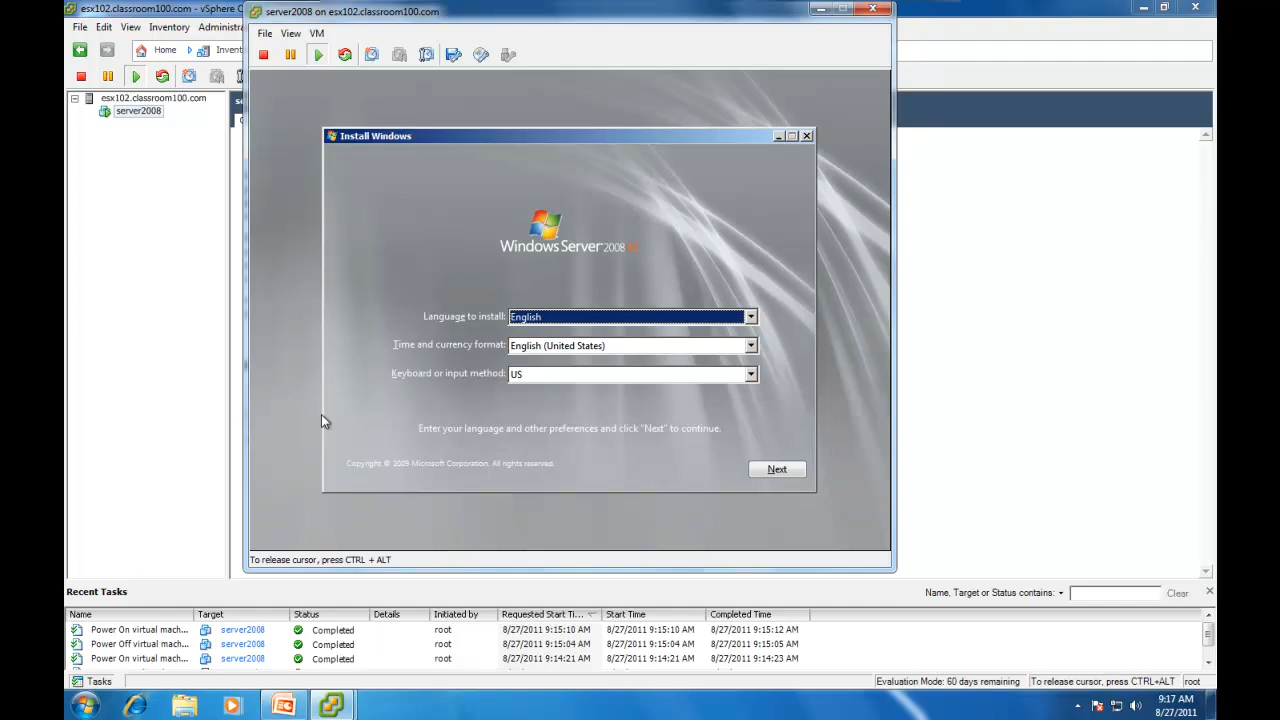 esx102.classroom100.com - vSphere C
server2008 on esx102.classroom100.com
File Edit View Inventory Administra
File View VM
Home Invent
esx102.classroom100.com
server2008
Install Windows
Windows Server 2008 R2
Language to install: English
Time and currency format: English (United States)
Keyboard or input method: US
Enter your language and other preferences and click "Next" to continue.
Copyright © 2009 Microsoft Corporation. All rights reserved.
Next
To release cursor, press CTRL + ALT
Recent Tasks
Name, Target or Status contains: Clear
Name Target Status Details Initiated by Requested Start Ti... Start Time Completed Time
Power On virtual mach... server2008 Completed root 8/27/2011 9:15:10 AM 8/27/2011 9:15:10 AM 8/27/2011 9:15:12 AM
Power Off virtual mach... server2008 Completed root 8/27/2011 9:15:04 AM 8/27/2011 9:15:04 AM 8/27/2011 9:15:05 AM
Power On virtual mach... server2008 Completed root 8/27/2011 9:14:21 AM 8/27/2011 9:14:21 AM 8/27/2011 9:14:23 AM
Tasks Evaluation Mode: 60 days remaining To release cursor, press CTRL+ALT root
9:17 AM
8/27/2011